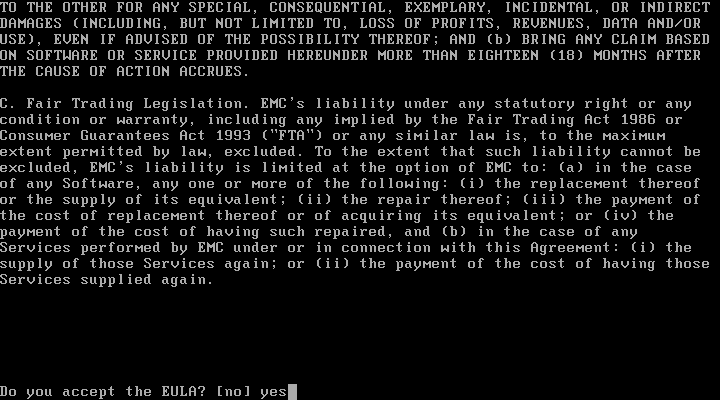 TO THE OTHER FOR ANY SPECIAL, CONSEQUENTIAL, EXEMPLARY, INCIDENTAL, OR INDIRECT
DAMAGES (INCLUDING, BUT NOT LIMITED TO, LOSS OF PROFITS, REVENUES, DATA AND/OR
USE), EVEN IF ADVISED OF THE POSSIBILITY THEREOF; AND (b) BRING ANY CLAIM BASED
ON SOFTWARE OR SERVICE PROVIDED HEREUNDER MORE THAN EIGHTEEN (18) MONTHS AFTER
THE CAUSE OF ACTION ACCRUES.
C. Fair Trading Legislation. EMC's liability under any statutory right or any
condition or warranty, including any implied by the Fair Trading Act 1986 or
Consumer Guarantees Act 1993 ("FTA") or any similar law is, to the maximum
extent permitted by law, excluded. To the extent that such liability cannot be
excluded, EMC's liability is limited at the option of EMC to: (a) in the case
of any Software, any one or more of the following: (i) the replacement thereof
or the supply of its equivalent; (ii) the repair thereof; (iii) the payment of
the cost of replacement thereof or of acquiring its equivalent; or (iv) the
payment of the cost of having such repaired, and (b) in the case of any
Services performed by EMC under or in connection with this Agreement: (i) the
supply of those Services again; or (ii) the payment of the cost of having those
Services supplied again.
Do you accept the EULA? [no] yes